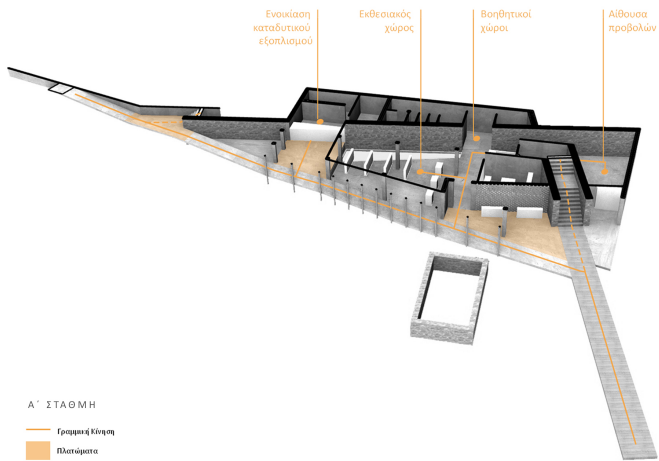 Ενοικίαση
καταδυτικού
εξοπλισμού
Εκθεσιακός
χώρος
Βοηθητικοί
χώροι
Αίθουσα
προβολών
Α΄ ΣΤΑΘΜΗ
Γραμμική Κίνηση
Πλατώματα